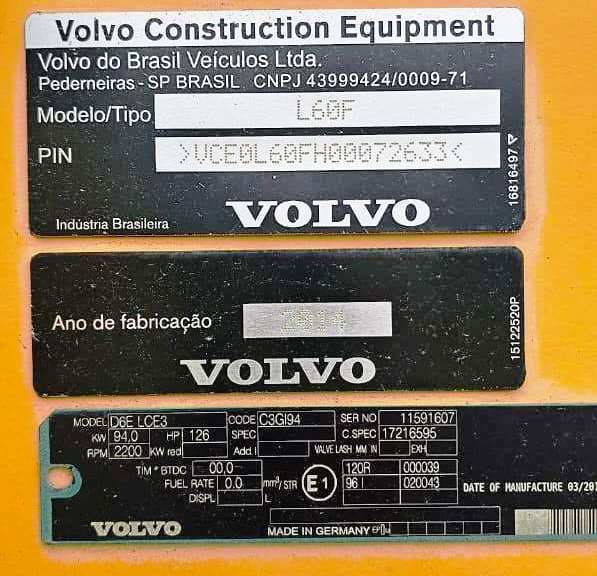 Volvo Construction Equipment
Volvo do Brasil Veículos Ltda.
Pederneiras - SP BRASIL CNPJ 43999424/0009-71
Modelo/Tipo L60F
PIN >VCE0L60FH00072633<
16816497
Indústria Brasileira VOLVO
Ano de fabricação 2014
15122520P
VOLVO
MODEL D6E LCE3 CODE C3GI94 SER NO 11591607
KW 94,0 HP 126 SPEC C.SPEC 17216595
RPM 2200 KW red Add.I VALVE LASH MM IN EXH
TIM ° BTDC 00,0 120R 000039
FUEL RATE 0.0 mm³/STR E1 96 I 020043
DISPL L DATE OF MANUFACTURE 03/201
VOLVO MADE IN GERMANY